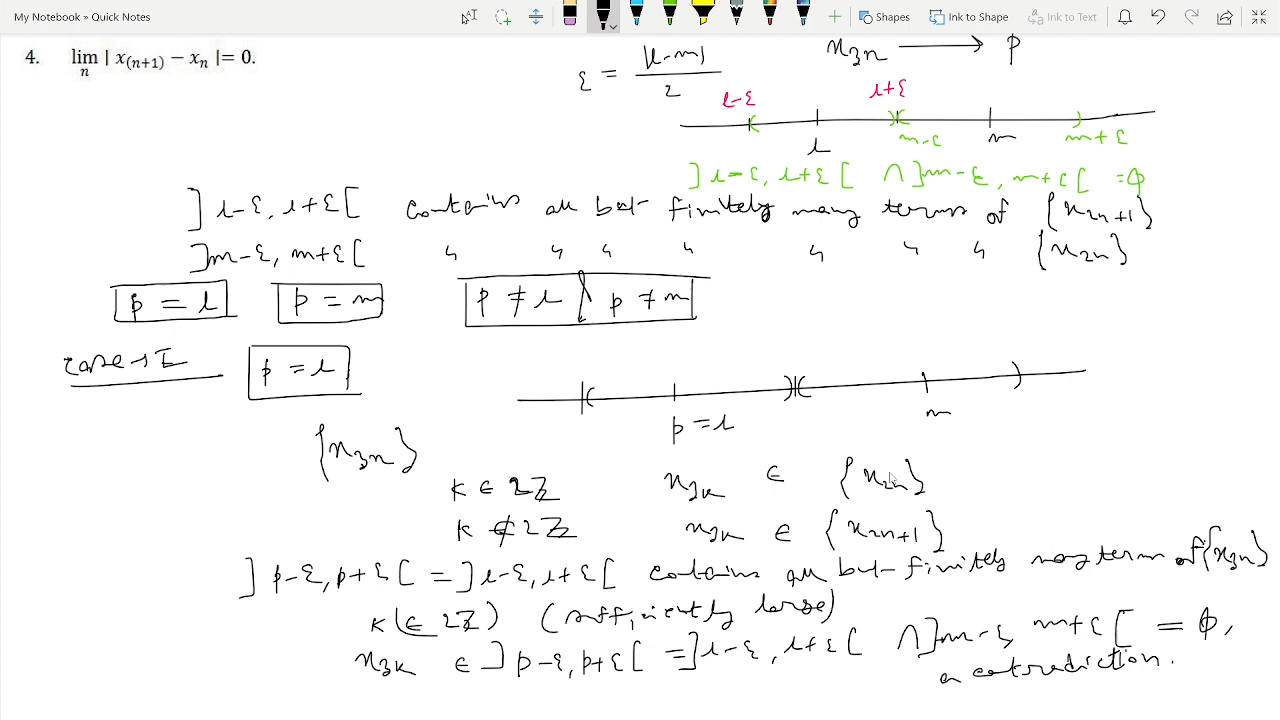 My Notebook » Quick Notes
Shapes Ink to Shape Ink to Text
4. lim_n | x_(n+1) − x_n |= 0.
x_3n ⟶ p
ε = |l-m|/2
l-ε l+ε
l m-ε m m+ε
]l-ε, l+ε[ ∩ ]m-ε, m+ε[ = φ
]l-ε, l+ε[ contains all but finitely many terms of {x_2n+1}
]m-ε, m+ε[ " " " " " " " {x_2n}
p = l p = m p ≠ l, p ≠ m
case-I p = l
p = l m
{x_3n}
k ∈ 2Z x_3k ∈ {x_2n}
k ∉ 2Z x_3k ∈ {x_2n+1}
]p-ε, p+ε[ = ]l-ε, l+ε[ contains all but finitely many terms of {x_3n}
k(∈ 2Z) (sufficiently large)
x_3k ∈ ]p-ε, p+ε[ = ]l-ε, l+ε[ ∩ ]m-ε, m+ε[ = φ,
a contradiction.